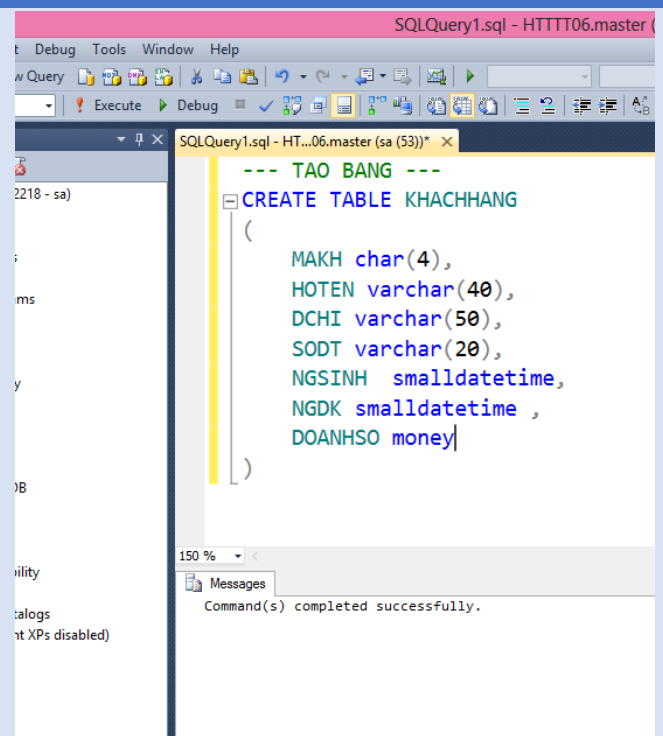 SQLQuery1.sql - HTTTT06.master (
t Debug Tools Window Help
w Query
Execute Debug
SQLQuery1.sql - HT...06.master (sa (53))*
2218 - sa)
ms
y
DB
ility
talogs
nt XPs disabled)
--- TAO BANG ---
CREATE TABLE KHACHHANG
(
MAKH char(4),
HOTEN varchar(40),
DCHI varchar(50),
SODT varchar(20),
NGSINH smalldatetime,
NGDK smalldatetime ,
DOANHSO money
)
150 %
Messages
Command(s) completed successfully.